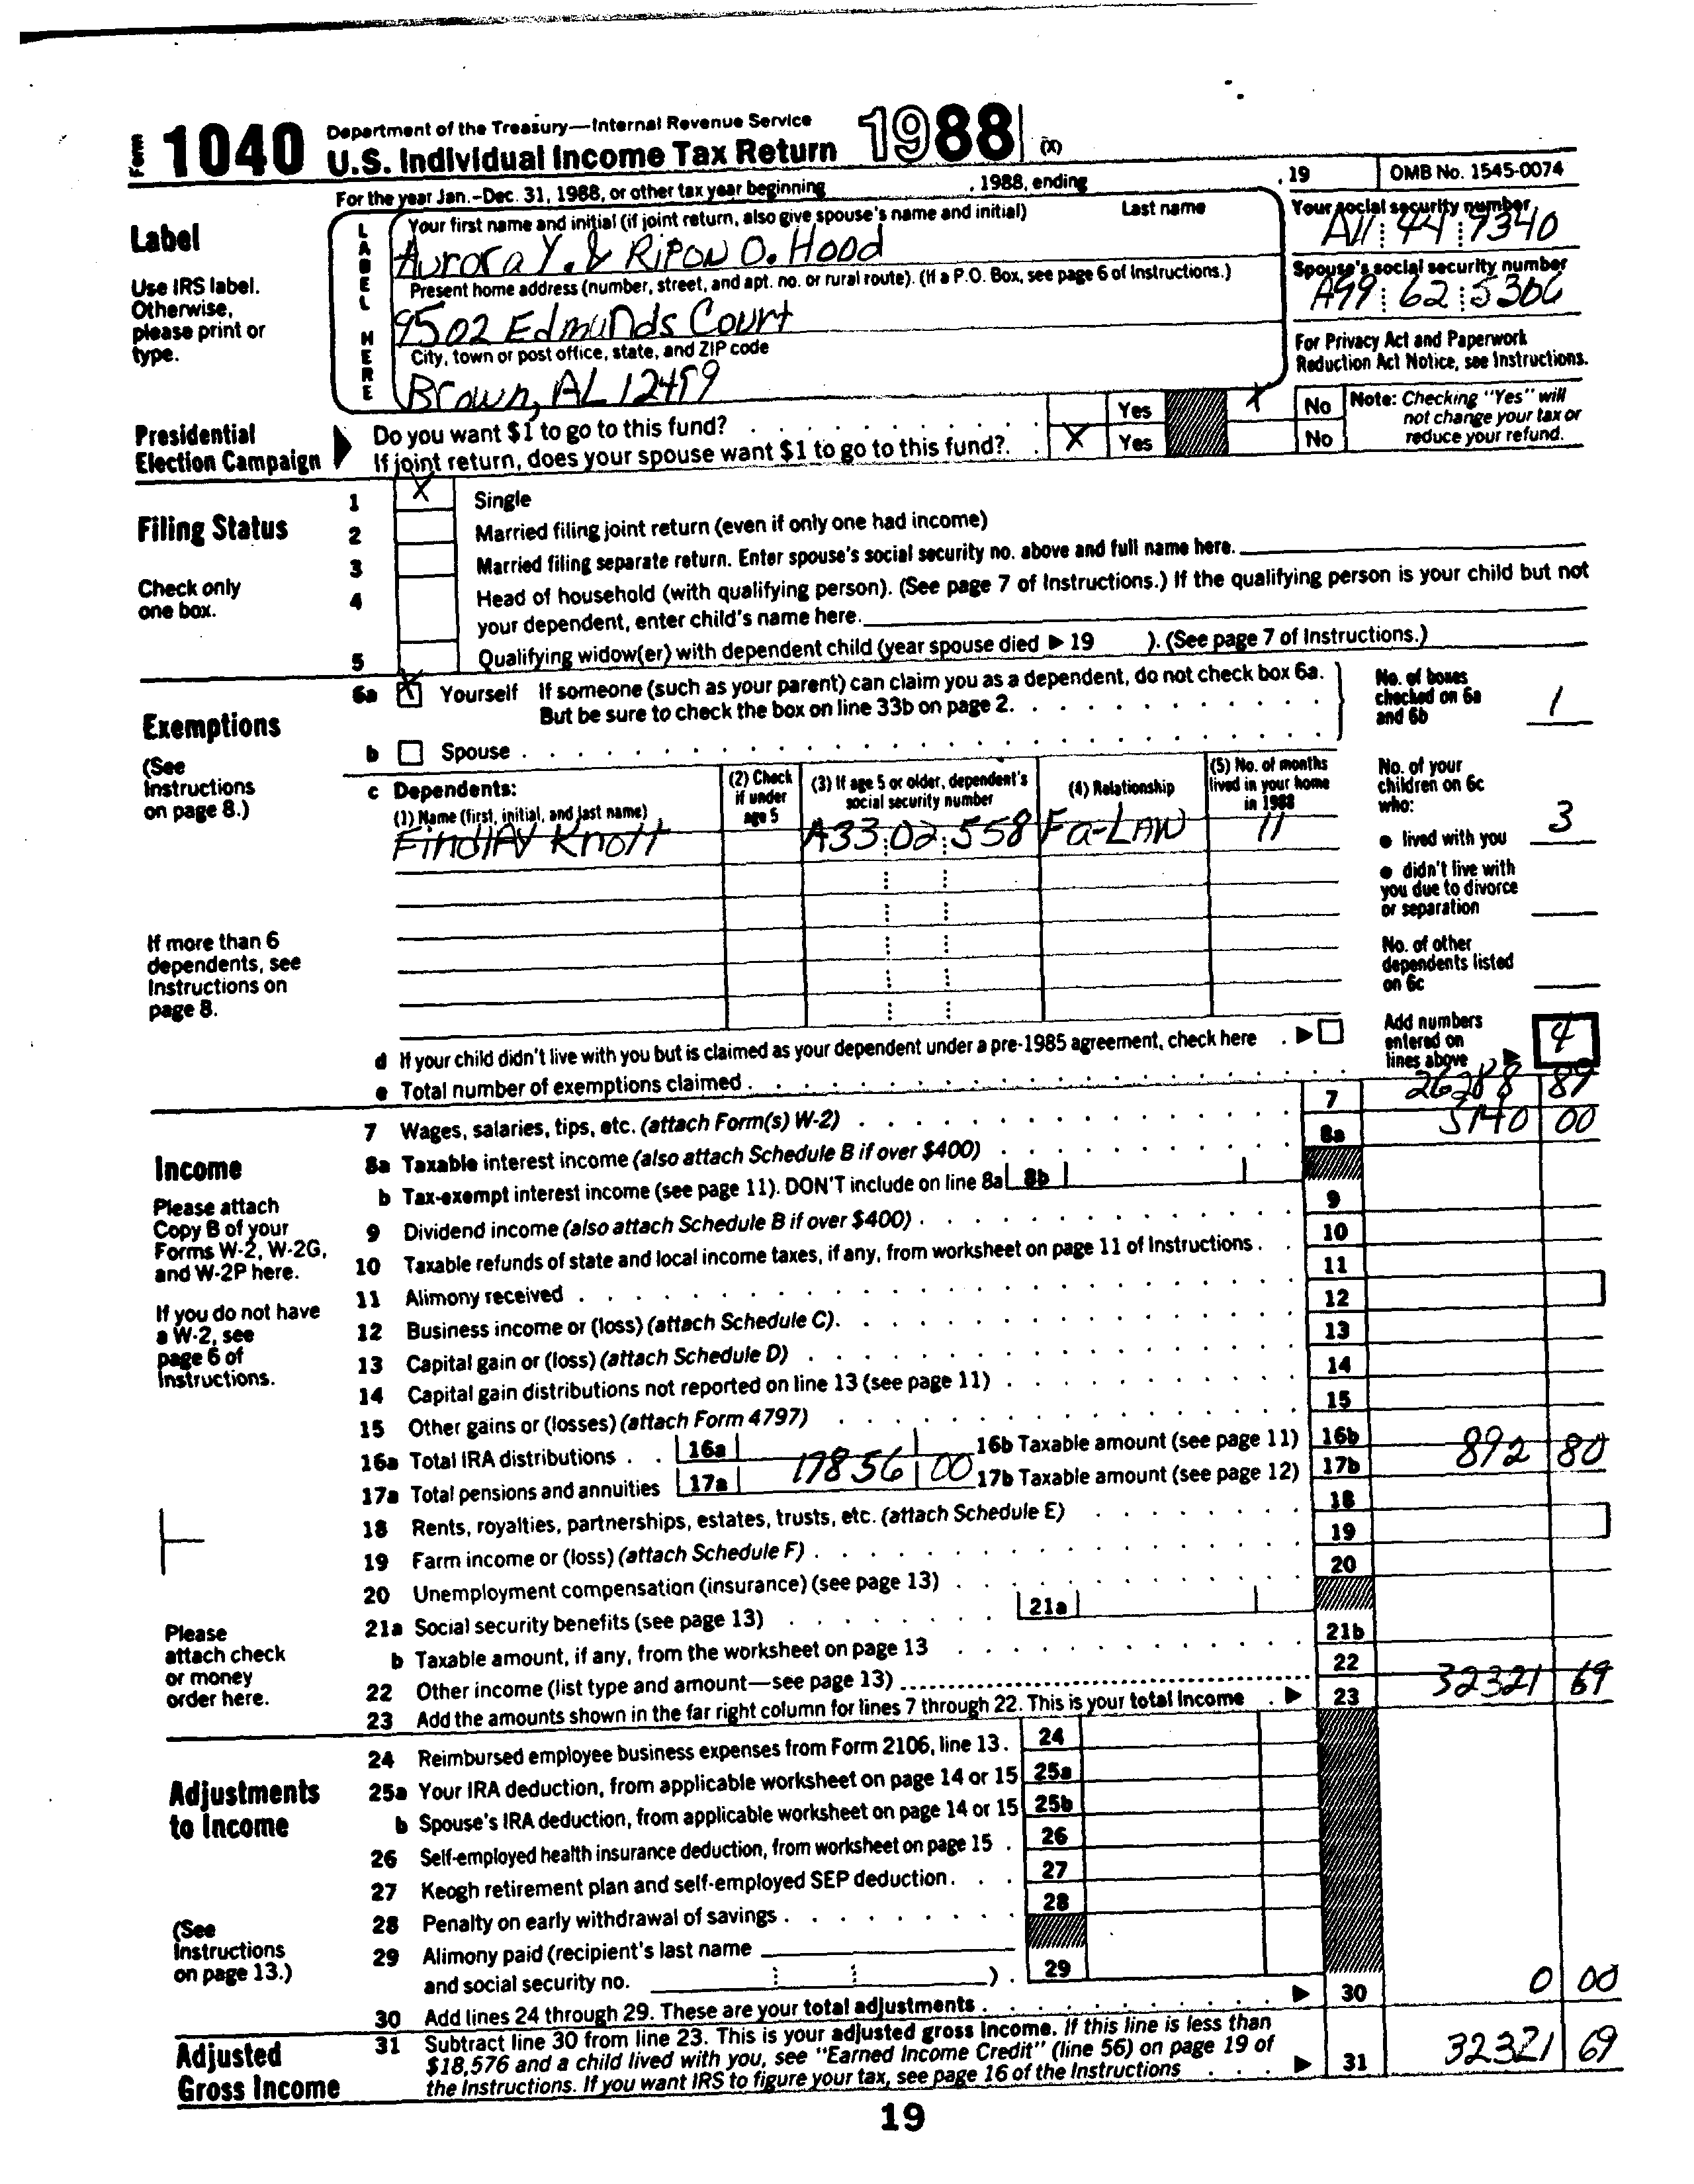 Form 1040 Department of the Treasury—Internal Revenue Service
U.S. Individual Income Tax Return 1988 (X)
For the year Jan.–Dec. 31, 1988, or other tax year beginning , 1988, ending , 19 OMB No. 1545-0074
Label
Use IRS label. Otherwise, please print or type.
LABEL HERE
Your first name and initial (if joint return, also give spouse's name and initial) Last name
Aurora Y. & Ripon O. Hood
Your social security number
A11 44 7340
Present home address (number, street, and apt. no. or rural route). (If a P.O. Box, see page 6 of Instructions.)
9502 Edmunds Court
Spouse's social security number
A99 62 5306
City, town or post office, state, and ZIP code
Brown, AL 12459
For Privacy Act and Paperwork
Reduction Act Notice, see Instructions.
Presidential
Election Campaign
Do you want $1 to go to this fund? Yes X No
If joint return, does your spouse want $1 to go to this fund? X Yes No
Note: Checking "Yes" will
not change your tax or
reduce your refund.
Filing Status
Check only
one box.
1 X Single
2 Married filing joint return (even if only one had income)
3 Married filing separate return. Enter spouse's social security no. above and full name here.
4 Head of household (with qualifying person). (See page 7 of Instructions.) If the qualifying person is your child but not
your dependent, enter child's name here.
5 Qualifying widow(er) with dependent child (year spouse died ▶ 19 ). (See page 7 of Instructions.)
Exemptions
(See
Instructions
on page 8.)
6a X Yourself If someone (such as your parent) can claim you as a dependent, do not check box 6a.
But be sure to check the box on line 33b on page 2.
b Spouse
No. of boxes
checked on 6a
and 6b 1
c Dependents:
(1) Name (first, initial, and last name)
(2) Check
if under
age 5
(3) If age 5 or older, dependent's
social security number
(4) Relationship
(5) No. of months
lived in your home
in 1988
Findlay Knott A33 02 558 Fa-Law 11
No. of your
children on 6c
who:
● lived with you 3
● didn't live with
you due to divorce
or separation
No. of other
dependents listed
on 6c
If more than 6
dependents, see
Instructions on
page 8.
d If your child didn't live with you but is claimed as your dependent under a pre-1985 agreement, check here ▶
e Total number of exemptions claimed
Add numbers
entered on
lines above ▶ 4
Income
Please attach
Copy B of your
Forms W-2, W-2G,
and W-2P here.
If you do not have
a W-2, see
page 6 of
Instructions.
7 Wages, salaries, tips, etc. (attach Form(s) W-2) 7 26288 89
8a Taxable interest income (also attach Schedule B if over $400) 8a 5140 00
b Tax-exempt interest income (see page 11). DON'T include on line 8a 8b
9 Dividend income (also attach Schedule B if over $400) 9
10 Taxable refunds of state and local income taxes, if any, from worksheet on page 11 of Instructions 10
11 Alimony received 11
12 Business income or (loss) (attach Schedule C) 12
13 Capital gain or (loss) (attach Schedule D) 13
14 Capital gain distributions not reported on line 13 (see page 11) 14
15 Other gains or (losses) (attach Form 4797) 15
16a Total IRA distributions 16a 16b Taxable amount (see page 11) 16b
17a Total pensions and annuities 17a 17856 00 17b Taxable amount (see page 12) 17b 892 80
18 Rents, royalties, partnerships, estates, trusts, etc. (attach Schedule E) 18
19 Farm income or (loss) (attach Schedule F) 19
20 Unemployment compensation (insurance) (see page 13) 20
21a Social security benefits (see page 13) 21a
b Taxable amount, if any, from the worksheet on page 13 21b
22 Other income (list type and amount—see page 13) 22
23 Add the amounts shown in the far right column for lines 7 through 22. This is your total income ▶ 23 32321 69
Please
attach check
or money
order here.
Adjustments
to Income
(See
Instructions
on page 13.)
24 Reimbursed employee business expenses from Form 2106, line 13. 24
25a Your IRA deduction, from applicable worksheet on page 14 or 15 25a
b Spouse's IRA deduction, from applicable worksheet on page 14 or 15 25b
26 Self-employed health insurance deduction, from worksheet on page 15 26
27 Keogh retirement plan and self-employed SEP deduction 27
28 Penalty on early withdrawal of savings 28
29 Alimony paid (recipient's last name
and social security no. ). 29
30 Add lines 24 through 29. These are your total adjustments ▶ 30 0 00
Adjusted
Gross Income
31 Subtract line 30 from line 23. This is your adjusted gross income. If this line is less than
$18,576 and a child lived with you, see "Earned Income Credit" (line 56) on page 19 of
the Instructions. If you want IRS to figure your tax, see page 16 of the Instructions ▶ 31 32321 69
19